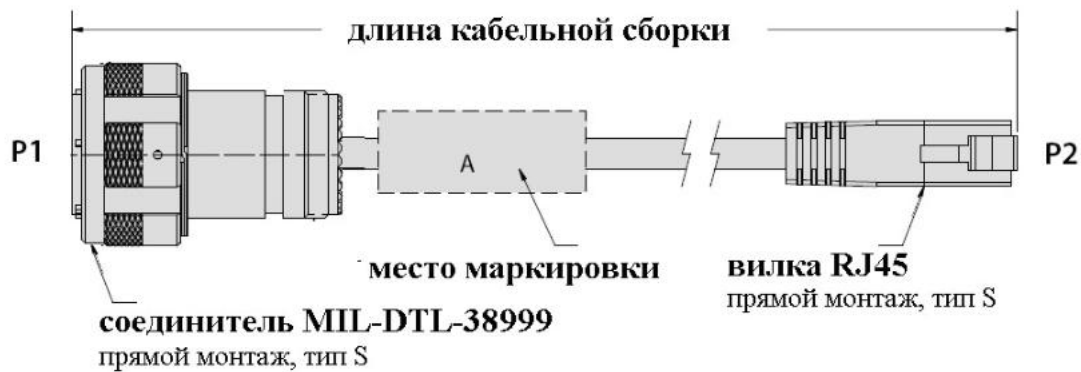 длина кабельной сборки
P1
A
P2
место маркировки
вилка RJ45
прямой монтаж, тип S
соединитель MIL-DTL-38999
прямой монтаж, тип S